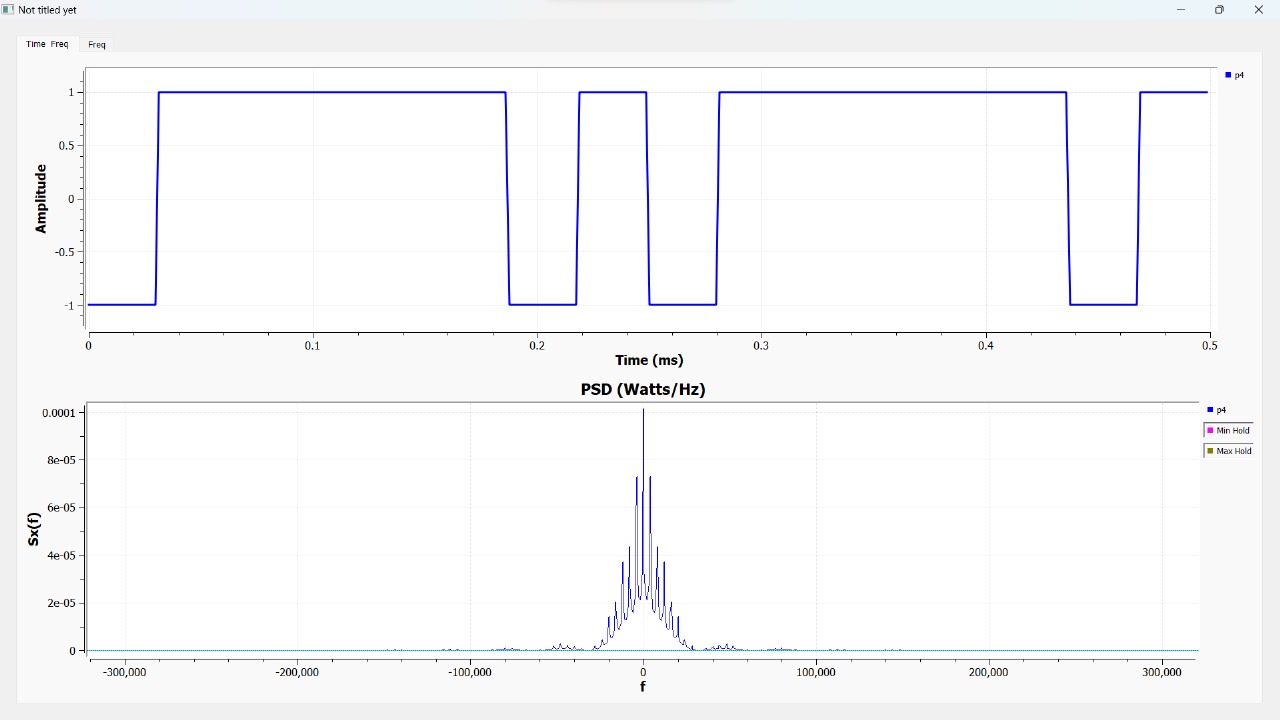 Not titled yet
Time Freq
Freq
p4
1
0.5
0
-0.5
-1
Amplitude
0
0.1
0.2
0.3
0.4
0.5
Time (ms)
PSD (Watts/Hz)
p4
Min Hold
Max Hold
0.0001
8e-05
6e-05
4e-05
2e-05
0
Sx(f)
-300,000
-200,000
-100,000
0
100,000
200,000
300,000
f